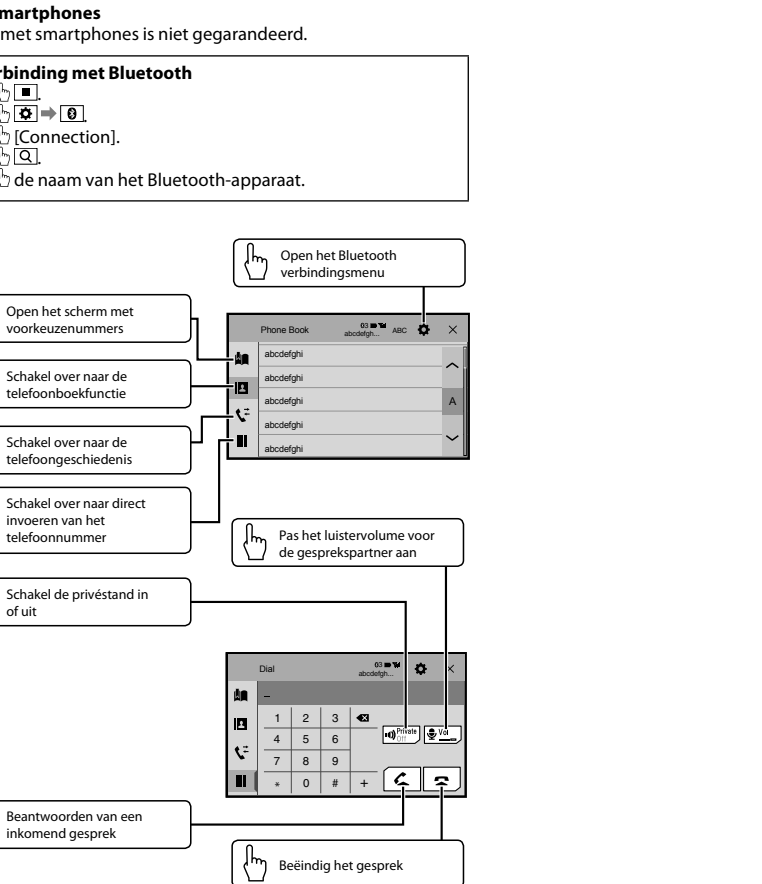 martphones
met smartphones is niet gegarandeerd.
rbinding met Bluetooth
[Connection].
de naam van het Bluetooth-apparaat.
Open het Bluetooth
verbindingsmenu
Open het scherm met
voorkeuzenummers
Schakel over naar de
telefoonboekfunctie
Schakel over naar de
telefoongeschiedenis
Schakel over naar direct
invoeren van het
telefoonnummer
Phone Book
03
abcdefgh...
ABC
abcdefghi
abcdefghi
abcdefghi
abcdefghi
abcdefghi
A
Pas het luistervolume voor
de gesprekspartner aan
Schakel de privéstand in
of uit
Dial
03
abcdefgh...
–
1 2 3
4 5 6
7 8 9
* 0 # +
Private
Off
Vol
Beantwoorden van een
inkomend gesprek
Beëindig het gesprek